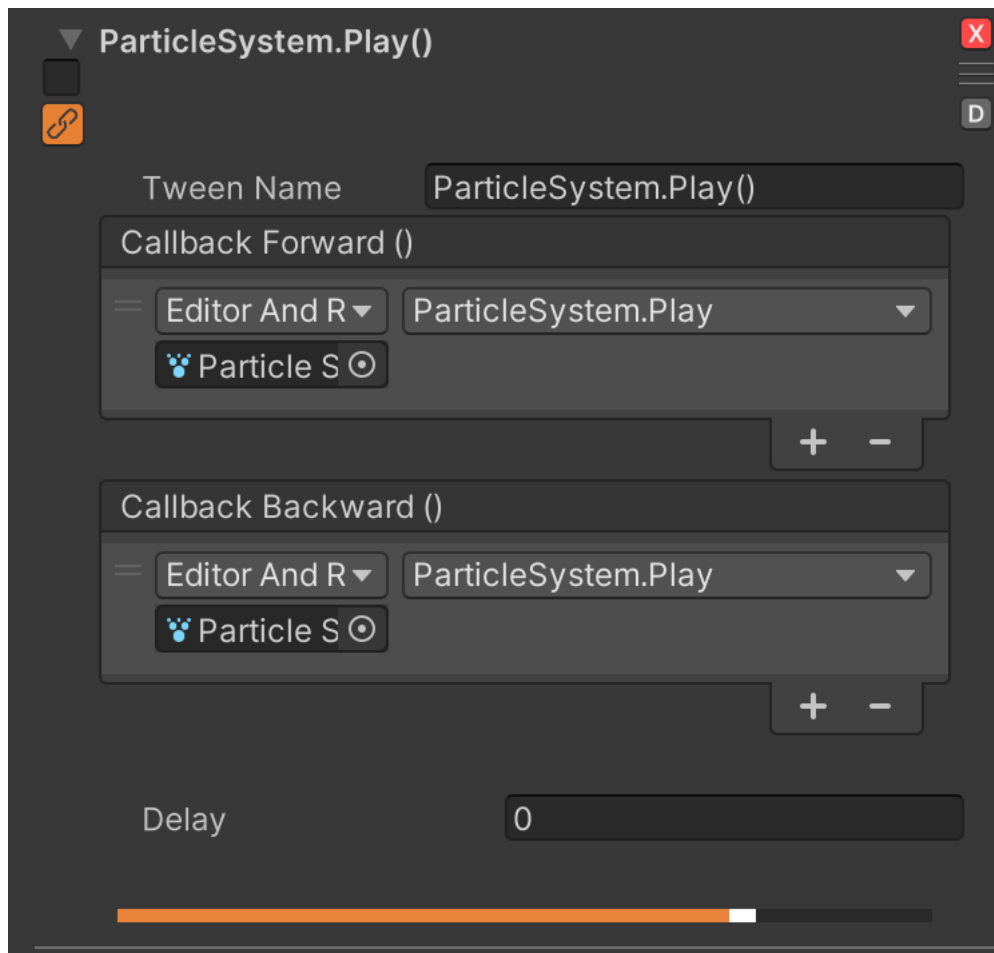 ParticleSystem.Play()
X
D
Tween Name
ParticleSystem.Play()
Callback Forward ()
Editor And R
ParticleSystem.Play
Particle S
+ −
Callback Backward ()
Editor And R
ParticleSystem.Play
Particle S
+ −
Delay
0